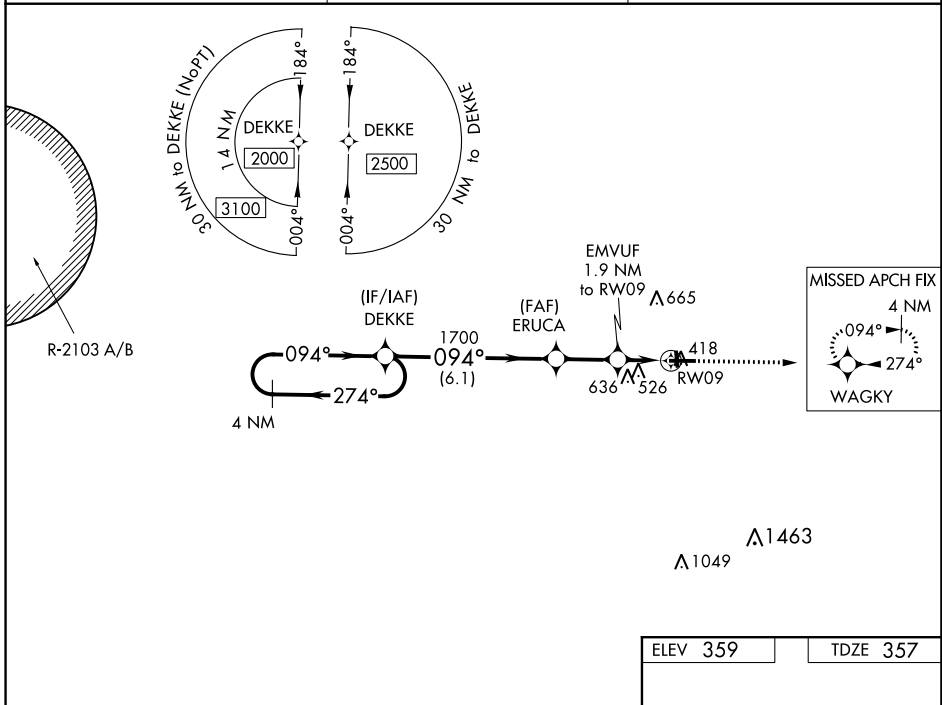 30 NM to DEKKE (NoPT)
14 NM
184°
DEKKE
2000
3100
004°
184°
DEKKE
2500
004°
30 NM to DEKKE
R-2103 A/B
(IF/IAF)
DEKKE
094°
274°
4 NM
1700
094°
(6.1)
(FAF)
ERUCA
EMVUF
1.9 NM
to RW09
665
418
RW09
636
526
MISSED APCH FIX
4 NM
094°
274°
WAGKY
1463
1049
ELEV 359
TDZE 357